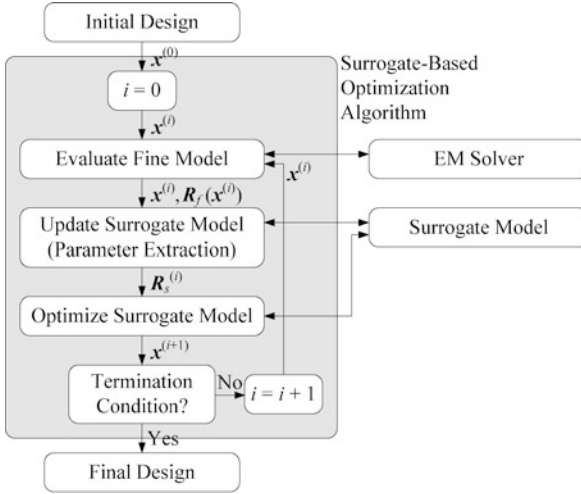 Initial Design
x^(0)
Surrogate-Based
Optimization
Algorithm
i = 0
x^(i)
Evaluate Fine Model
EM Solver
x^(i)
x^(i), R_f(x^(i))
Update Surrogate Model
(Parameter Extraction)
Surrogate Model
R_s^(i)
Optimize Surrogate Model
x^(i+1)
Termination
Condition?
No
i = i + 1
Yes
Final Design